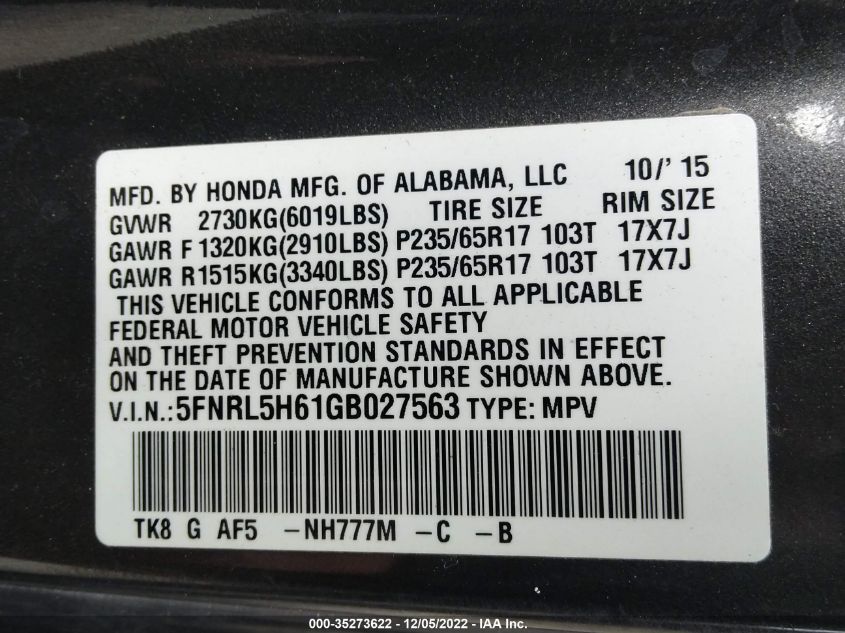 MFD. BY HONDA MFG. OF ALABAMA, LLC 10/' 15
GVWR 2730KG(6019LBS) TIRE SIZE RIM SIZE
GAWR F 1320KG(2910LBS) P235/65R17 103T 17X7J
GAWR R1515KG(3340LBS) P235/65R17 103T 17X7J
THIS VEHICLE CONFORMS TO ALL APPLICABLE
FEDERAL MOTOR VEHICLE SAFETY
AND THEFT PREVENTION STANDARDS IN EFFECT
ON THE DATE OF MANUFACTURE SHOWN ABOVE.
V.I.N.: 5FNRL5H61GB027563 TYPE: MPV
TK8 G AF5 –NH777M –C –B
000-35273622 - 12/05/2022 - IAA Inc.